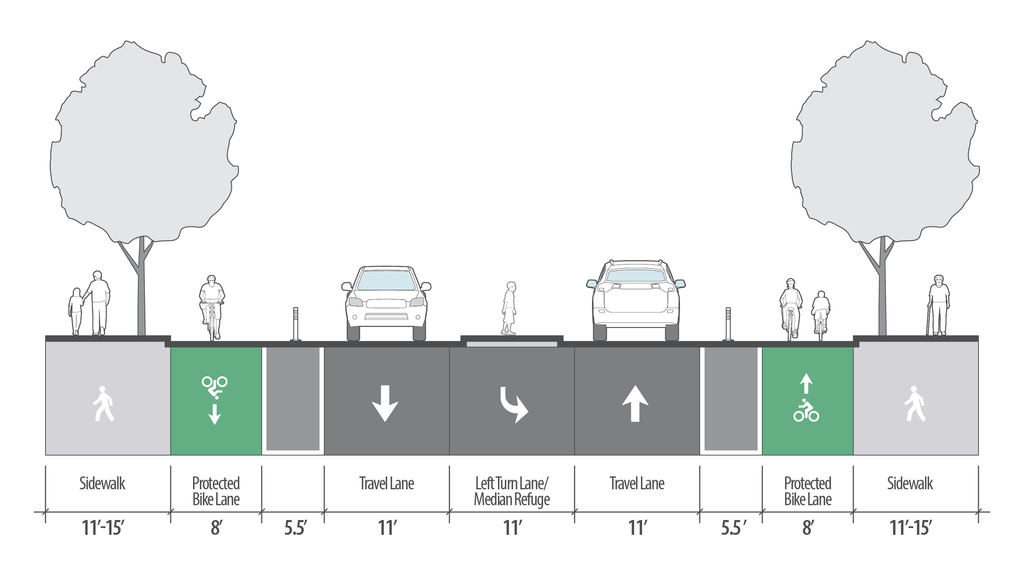 Sidewalk
Protected
Bike Lane
Travel Lane
Left Turn Lane/
Median Refuge
Travel Lane
Protected
Bike Lane
Sidewalk
11’-15’ 8’ 5.5’ 11’ 11’ 11’ 5.5’ 8’ 11’-15’